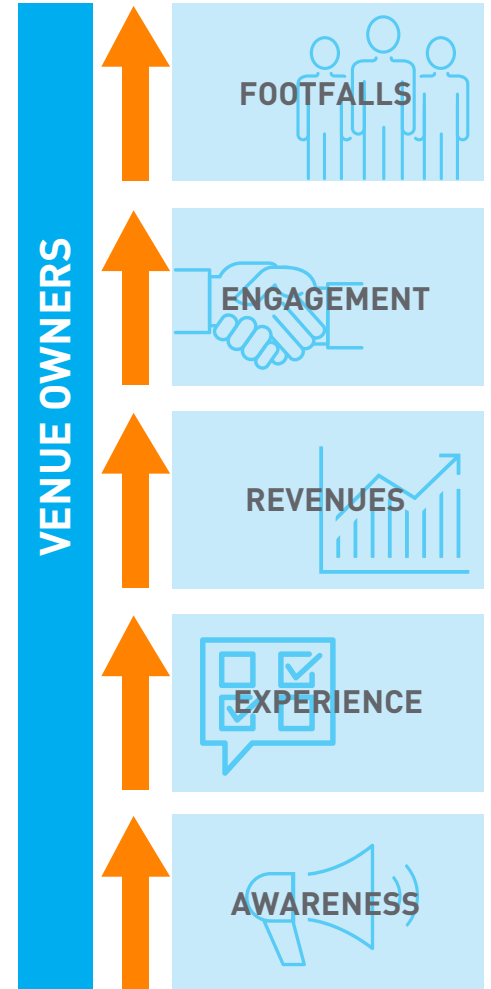 VENUE OWNERS
FOOTFALLS
ENGAGEMENT
REVENUES
EXPERIENCE
AWARENESS